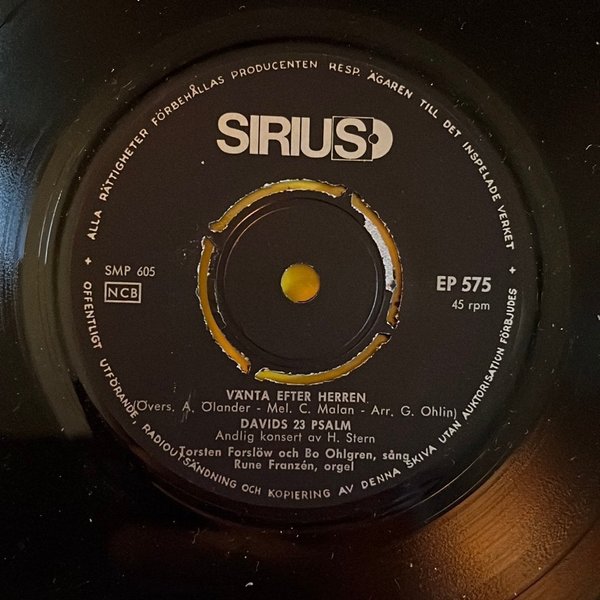 + ALLA RÄTTIGHETER FÖRBEHÅLLAS PRODUCENTEN RESP. ÄGAREN TILL DET INSPELADE VERKET
+ OFFENTLIGT UTFÖRANDE, RADIOUTSÄNDNING OCH KOPIERING AV DENNA SKIVA UTAN AUKTORISATION FÖRBJUDES
SIRIUS
SMP 605
NCB
EP 575
45 rpm
VÄNTA EFTER HERREN
(Övers. A. Ölander - Mel. C. Malan - Arr. G. Ohlin)
DAVIDS 23 PSALM
Andlig konsert av H. Stern
Torsten Forslöw och Bo Ohlgren, sång
Rune Franzén, orgel